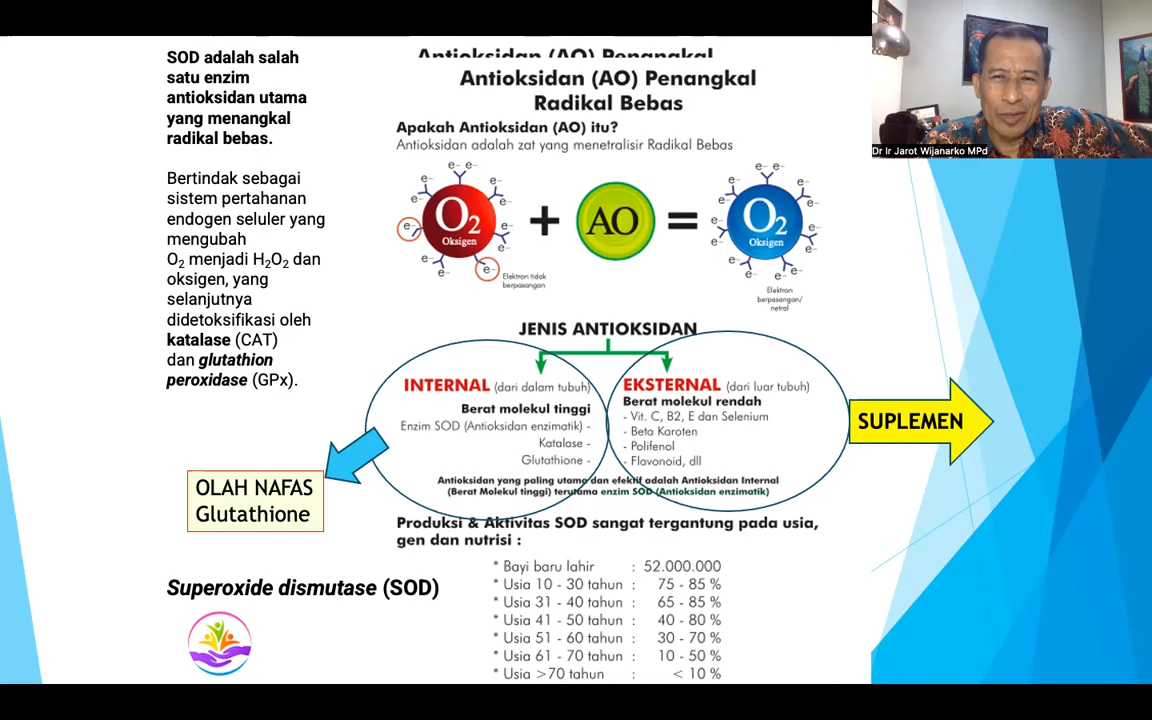 SOD adalah salah
satu enzim
antioksidan utama
yang menangkal
radikal bebas.
Bertindak sebagai
sistem pertahanan
endogen seluler yang
mengubah
O2 menjadi H2O2 dan
oksigen, yang
selanjutnya
didetoksifikasi oleh
katalase (CAT)
dan glutathion
peroxidase (GPx).
OLAH NAFAS
Glutathione
Superoxide dismutase (SOD)
Antioksidan (AO) Penangkal
Antioksidan (AO) Penangkal
Radikal Bebas
Apakah Antioksidan (AO) itu?
Antioksidan adalah zat yang menetralisir Radikal Bebas
e- e-
e- e-
e-
e- e-
e-
e- e-
e-
O2
Oksigen
Elektron tidak
berpasangan
+
AO
=
e- e-
e- e-
e- e-
e- e-
e- e-
e- e-
O2
Oksigen
Elektron
berpasangan/
netral
JENIS ANTIOKSIDAN
INTERNAL (dari dalam tubuh)
Berat molekul tinggi
Enzim SOD (Antioksidan enzimatik) -
Katalase -
Glutathione -
EKSTERNAL (dari luar tubuh)
Berat molekul rendah
- Vit. C, B2, E dan Selenium
- Beta Karoten
- Polifenol
- Flavonoid, dll
SUPLEMEN
Antioksidan yang paling utama dan efektif adalah Antioksidan Internal
(Berat Molekul tinggi) terutama enzim SOD (Antioksidan enzimatik)
Produksi & Aktivitas SOD sangat tergantung pada usia,
gen dan nutrisi :
* Bayi baru lahir : 52.000.000
* Usia 10 - 30 tahun : 75 - 85 %
* Usia 31 - 40 tahun : 65 - 85 %
* Usia 41 - 50 tahun : 40 - 80 %
* Usia 51 - 60 tahun : 30 - 70 %
* Usia 61 - 70 tahun : 10 - 50 %
* Usia >70 tahun : < 10 %
Dr Ir Jarot Wijanarko MPd